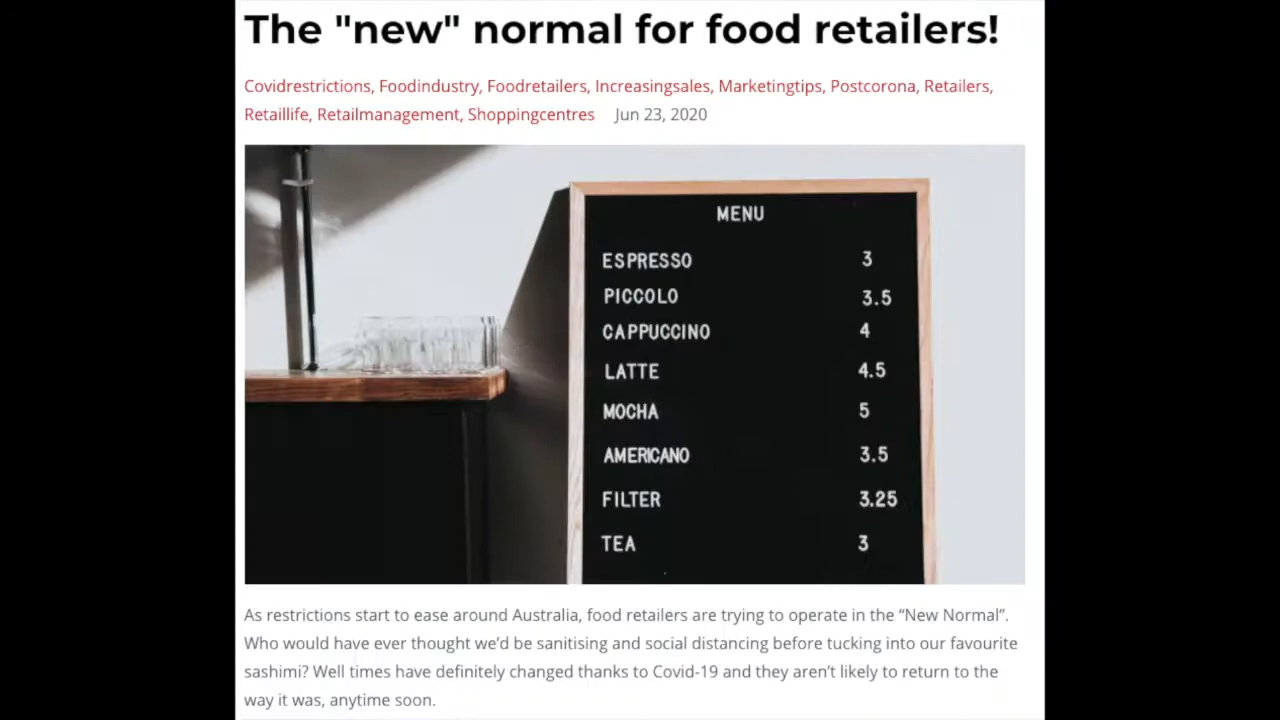 The "new" normal for food retailers!
Covidrestrictions, Foodindustry, Foodretailers, Increasingsales, Marketingtips, Postcorona, Retailers,
Retaillife, Retailmanagement, Shoppingcentres Jun 23, 2020
MENU
ESPRESSO 3
PICCOLO 3.5
CAPPUCCINO 4
LATTE 4.5
MOCHA 5
AMERICANO 3.5
FILTER 3.25
TEA 3
As restrictions start to ease around Australia, food retailers are trying to operate in the “New Normal”.
Who would have ever thought we’d be sanitising and social distancing before tucking into our favourite
sashimi? Well times have definitely changed thanks to Covid-19 and they aren’t likely to return to the
way it was, anytime soon.